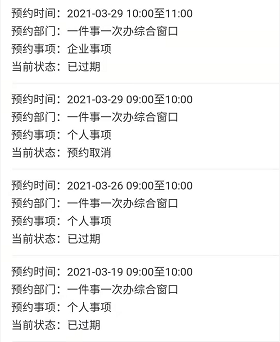 预约时间：2021-03-29 10:00至11:00
预约部门：一件事一次办综合窗口
预约事项：企业事项
当前状态：已过期
预约时间：2021-03-29 09:00至10:00
预约部门：一件事一次办综合窗口
预约事项：个人事项
当前状态：预约取消
预约时间：2021-03-26 09:00至10:00
预约部门：一件事一次办综合窗口
预约事项：个人事项
当前状态：已过期
预约时间：2021-03-19 09:00至10:00
预约部门：一件事一次办综合窗口
预约事项：个人事项
当前状态：已过期